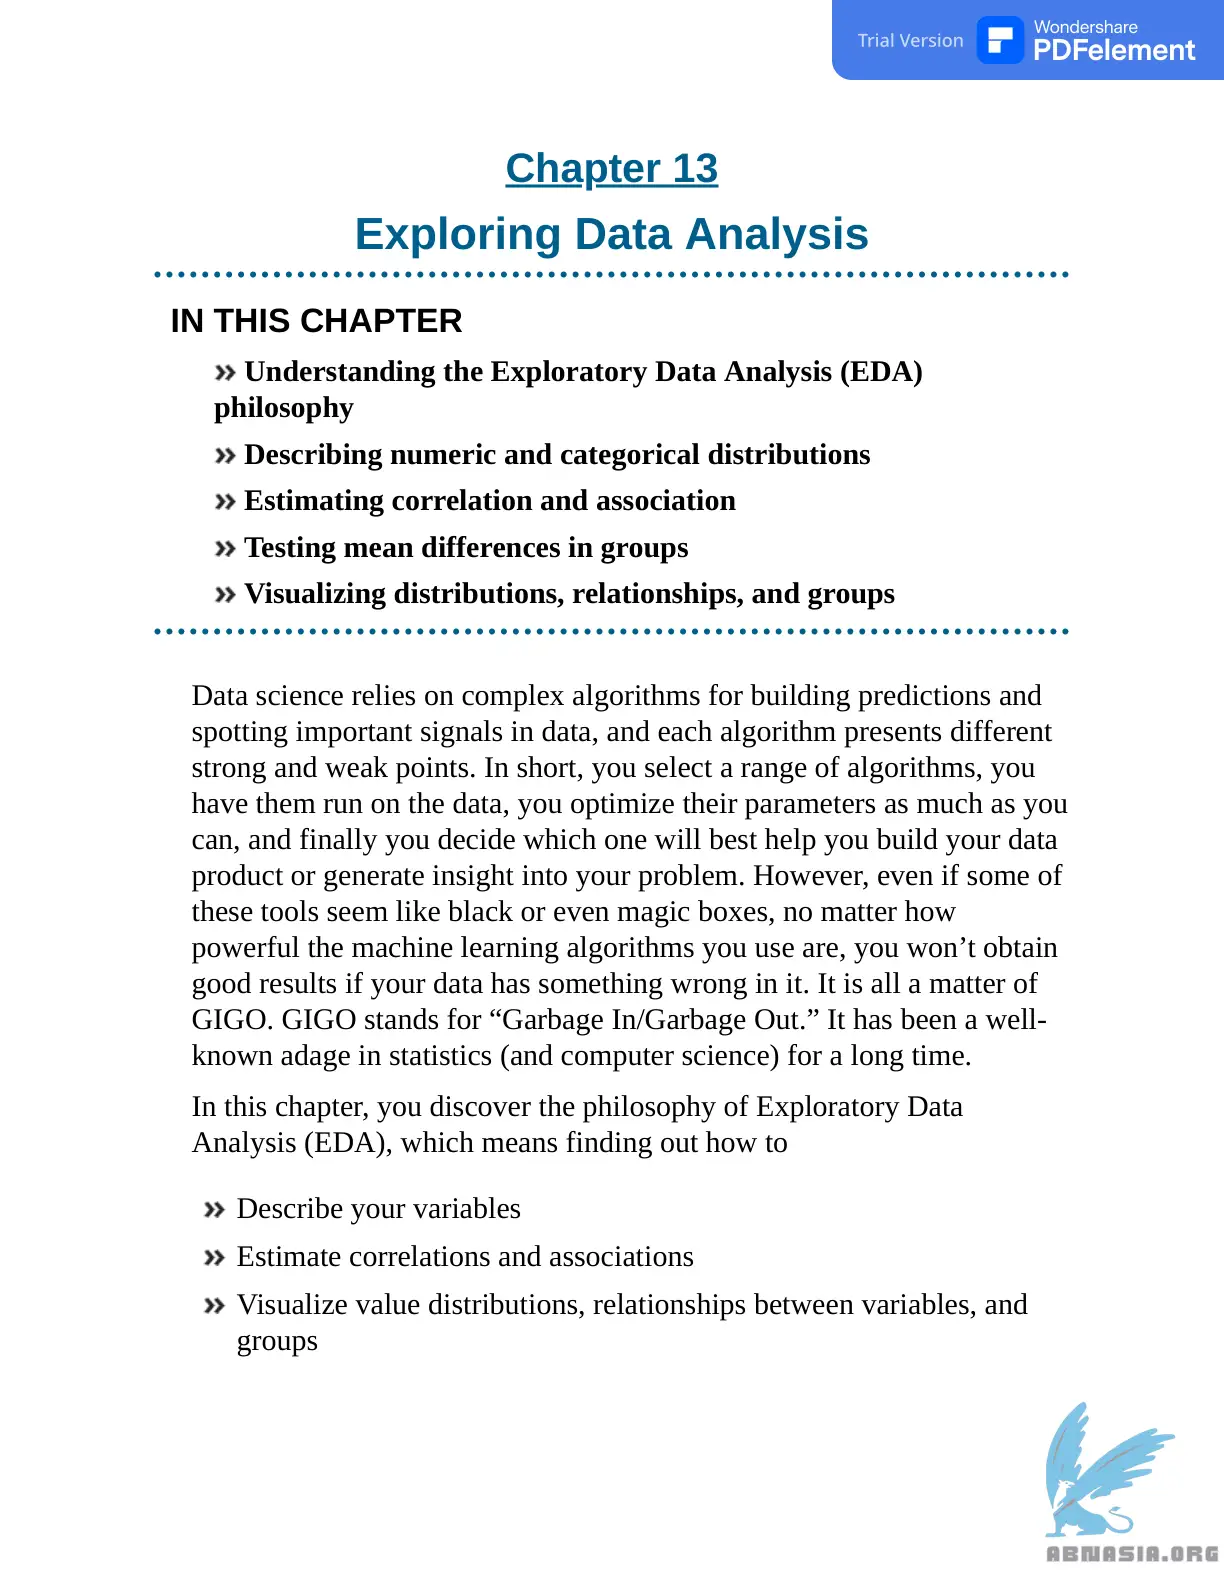 Trial Version
Wondershare
PDFelement
Chapter 13
Exploring Data Analysis
IN THIS CHAPTER
» Understanding the Exploratory Data Analysis (EDA)
philosophy
» Describing numeric and categorical distributions
» Estimating correlation and association
» Testing mean differences in groups
» Visualizing distributions, relationships, and groups
Data science relies on complex algorithms for building predictions and
spotting important signals in data, and each algorithm presents different
strong and weak points. In short, you select a range of algorithms, you
have them run on the data, you optimize their parameters as much as you
can, and finally you decide which one will best help you build your data
product or generate insight into your problem. However, even if some of
these tools seem like black or even magic boxes, no matter how
powerful the machine learning algorithms you use are, you won’t obtain
good results if your data has something wrong in it. It is all a matter of
GIGO. GIGO stands for “Garbage In/Garbage Out.” It has been a well-
known adage in statistics (and computer science) for a long time.
In this chapter, you discover the philosophy of Exploratory Data
Analysis (EDA), which means finding out how to
» Describe your variables
» Estimate correlations and associations
» Visualize value distributions, relationships between variables, and
groups
ABNASIA.ORG